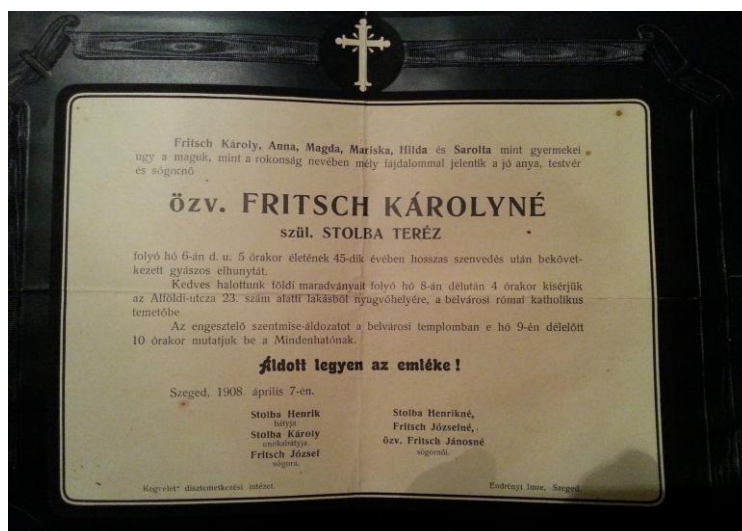 Fritsch Károly, Anna, Magda, Mariska, Hilda és Sarolta mint gyermekei
ugy a maguk, mint a rokonság nevében mély fájdalommal jelentik a jó anya, testvér
és sógornő
özv. FRITSCH KÁROLYNÉ
szül. STOLBA TERÉZ
folyó hó 6-án d. u. 5 órakor életének 45-dik évében hosszas szenvedés után bekövet-
kezett gyászos elhunytát.
Kedves halottunk földi maradványait folyó hó 8-án délután 4 órakor kisérjük
az Alföldi-utcza 23. szám alatti lakásból nyugvóhelyére, a belvárosi római katholikus
temetőbe.
Az engesztelő szentmise-áldozatot a belvárosi templomban e hó 9-én délelőtt
10 órakor mutatjuk be a Mindenhatónak.
Áldott legyen az emléke!
Szeged, 1908. április 7-én.
Stolba Henrik
bátyja
Stolba Károly
unokabátyja.
Fritsch József
sógora.
Stolba Henrikné,
Fritsch Józsefné,
özv. Fritsch Jánosné
sógornői.
Kegyelet" disztemetkezési intézet.
Endrényi Imre, Szeged.